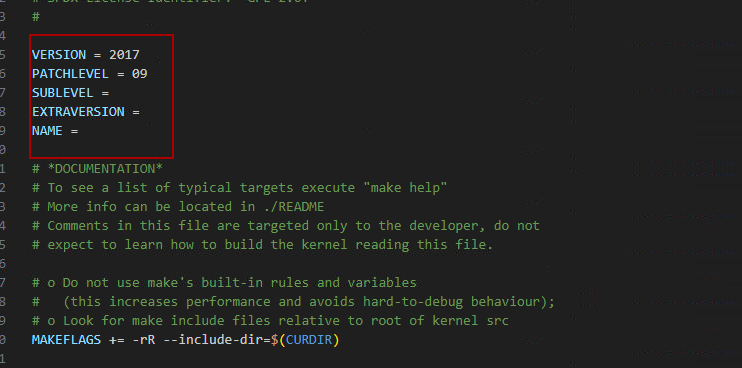 3 #
4
5 VERSION = 2017
6 PATCHLEVEL = 09
7 SUBLEVEL =
8 EXTRAVERSION =
9 NAME =
0
1 # *DOCUMENTATION*
2 # To see a list of typical targets execute "make help"
3 # More info can be located in ./README
4 # Comments in this file are targeted only to the developer, do not
5 # expect to learn how to build the kernel reading this file.
6
7 # o Do not use make's built-in rules and variables
8 #   (this increases performance and avoids hard-to-debug behaviour);
9 # o Look for make include files relative to root of kernel src
0 MAKEFLAGS += -rR --include-dir=$(CURDIR)
1